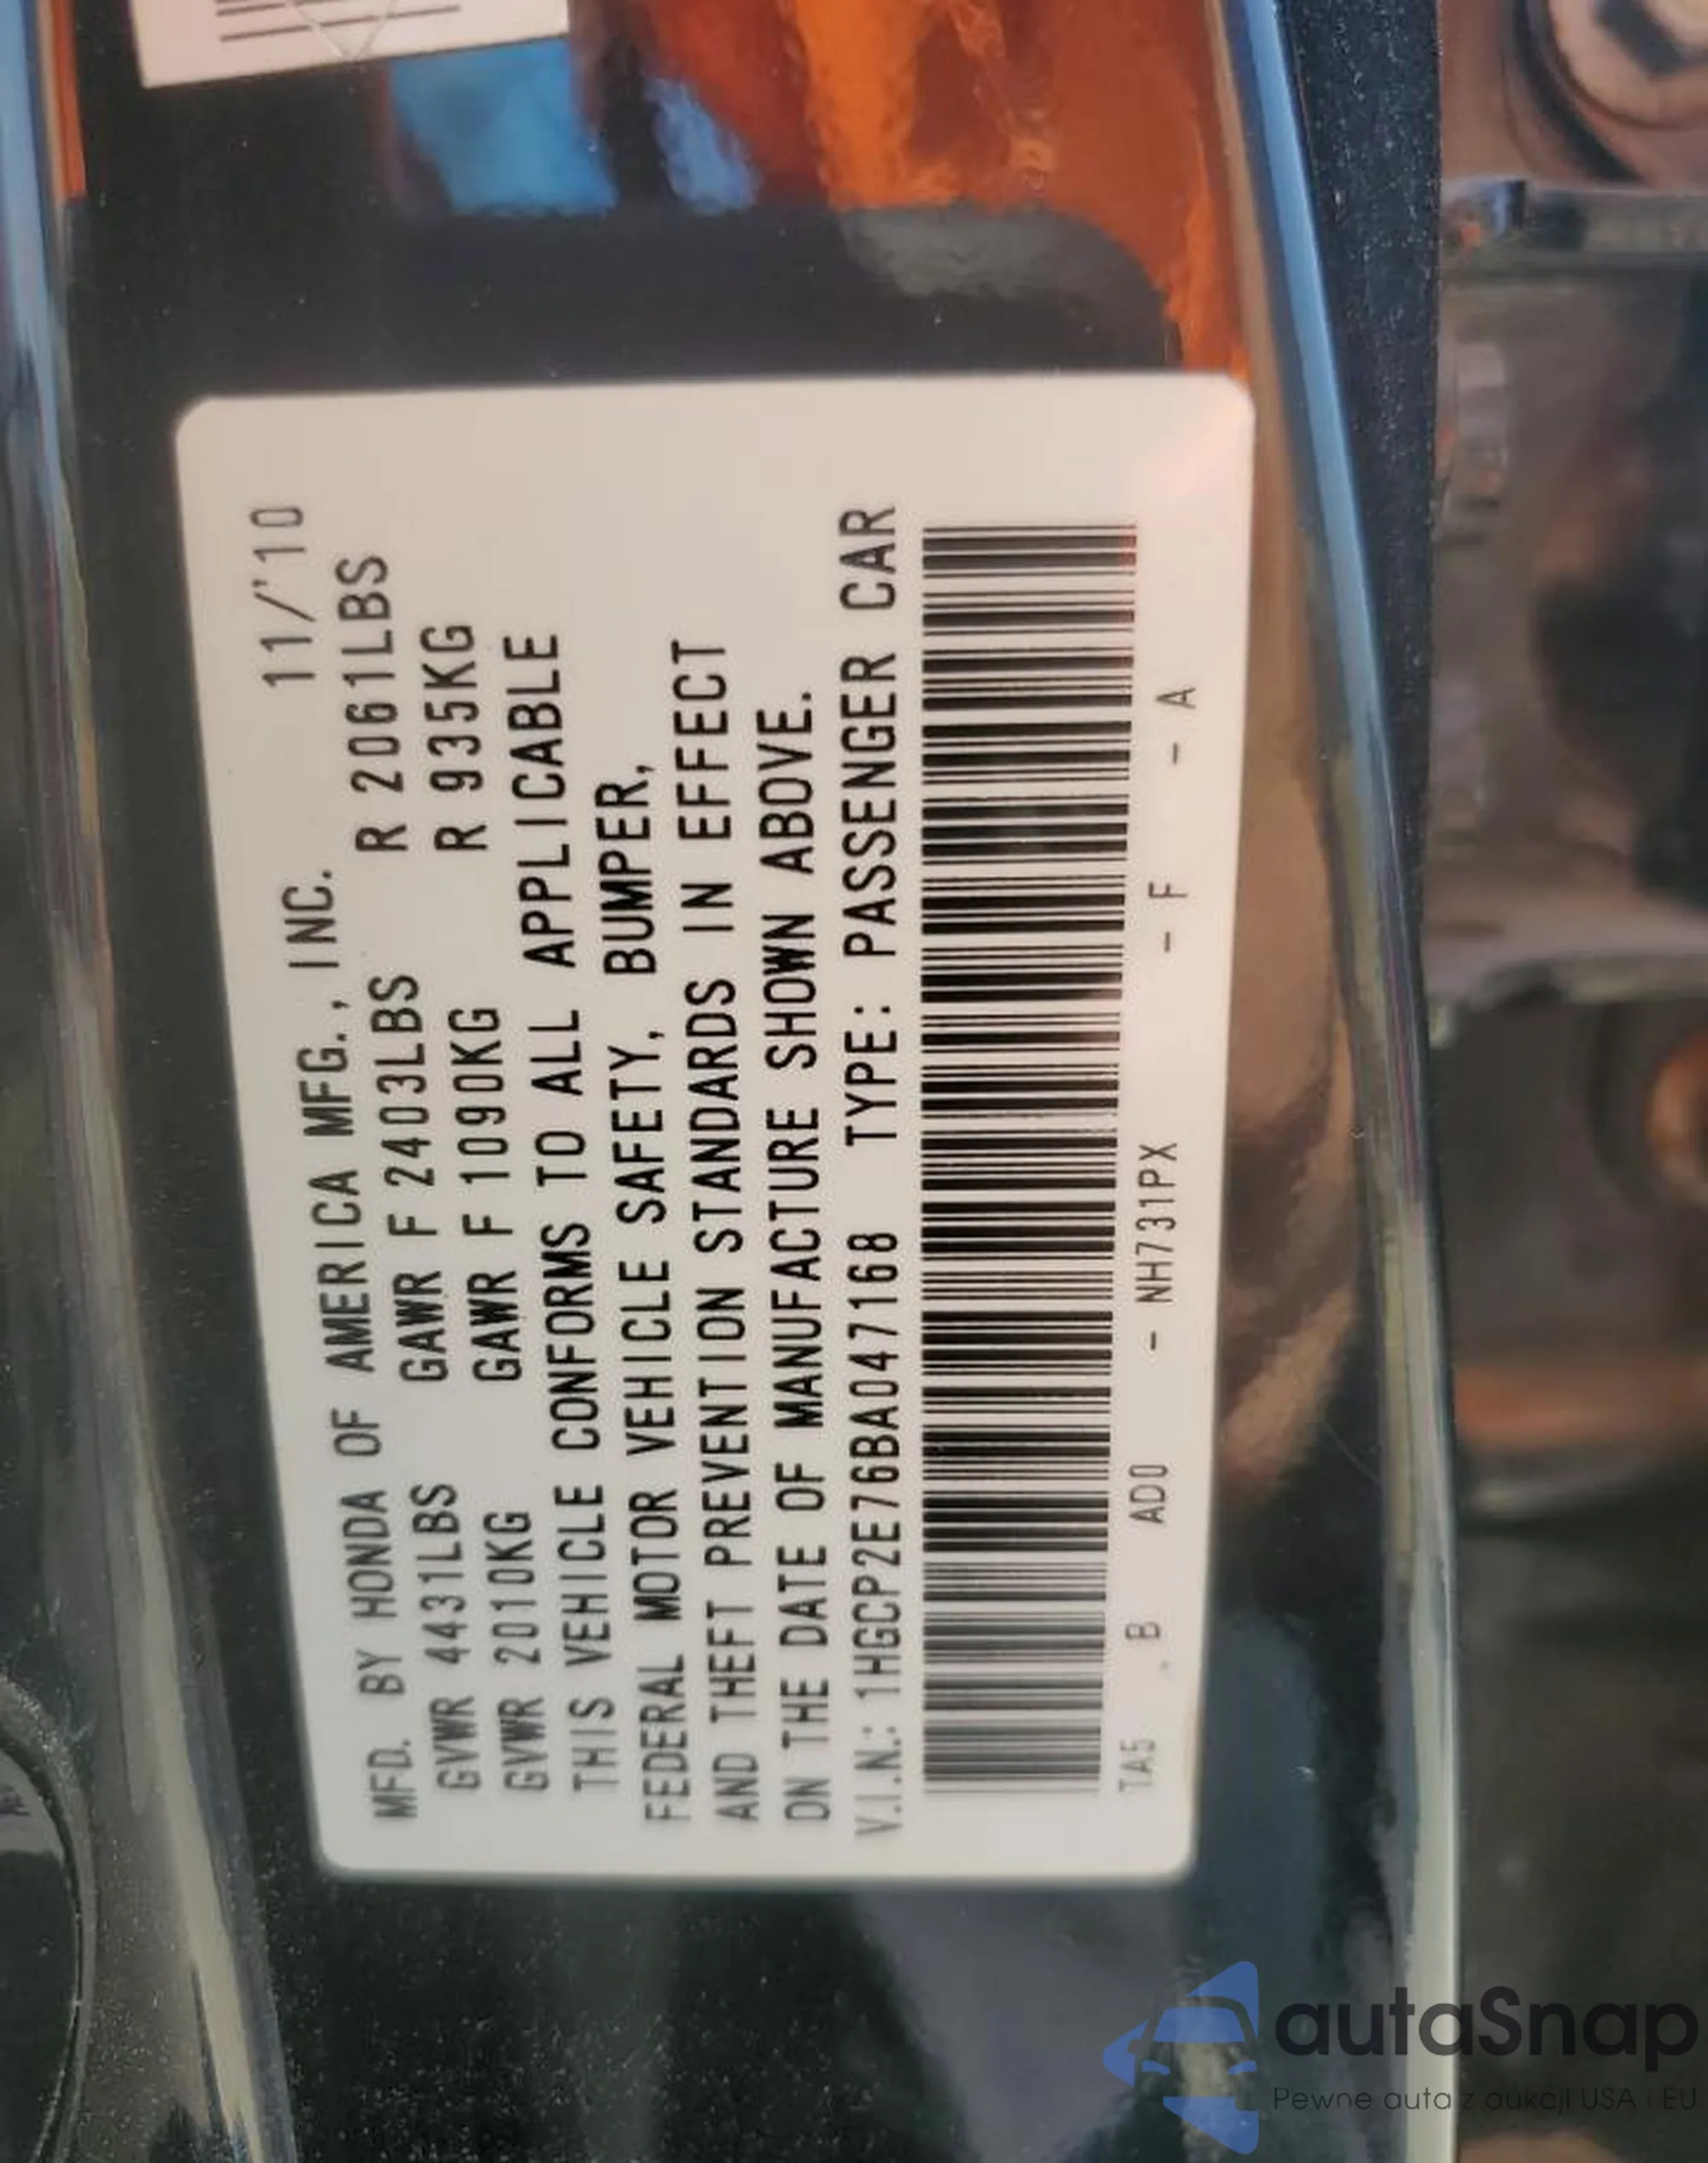 MFD. BY HONDA OF AMERICA MFG., INC. 11/'10
GVWR 4431LBS GAWR F 2403LBS R 2061LBS
GVWR 2010KG GAWR F 1090KG R 935KG
THIS VEHICLE CONFORMS TO ALL APPLICABLE
FEDERAL MOTOR VEHICLE SAFETY, BUMPER,
AND THEFT PREVENTION STANDARDS IN EFFECT
ON THE DATE OF MANUFACTURE SHOWN ABOVE.
V.I.N.: 1HGCP2E76BA047168 TYPE: PASSENGER CAR
TA5 . B AD0 - NH731PX - F - A
autaSnap
Pewne auta z aukcji USA i EU